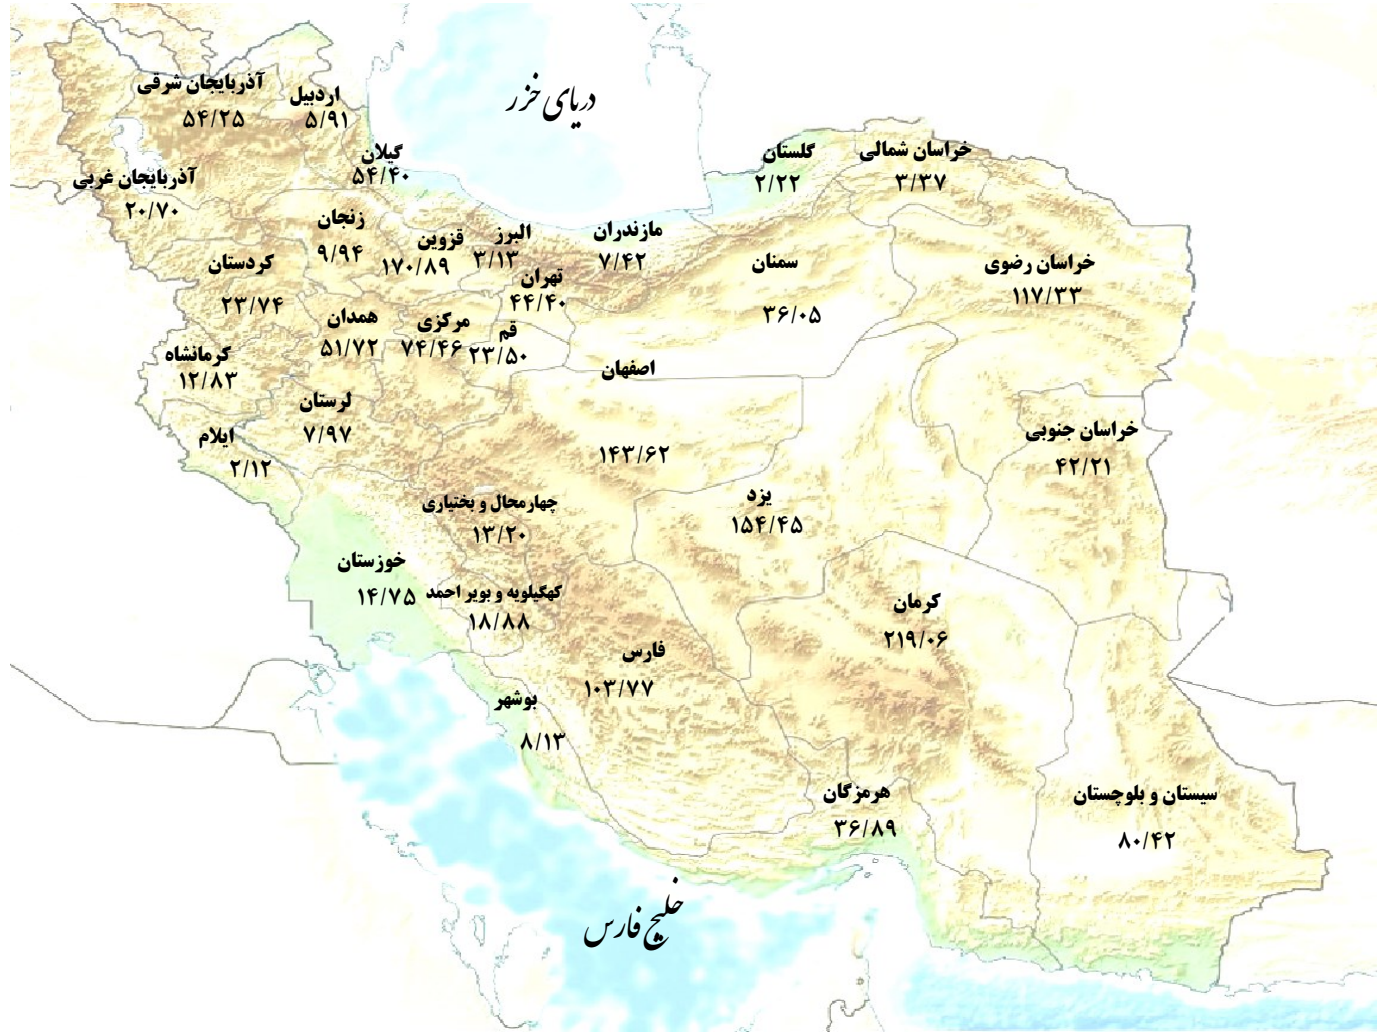 دریای خزر
آذربایجان شرقی
۵۴/۲۵
اردبیل
۵/۹۱
گیلان
۵۴/۴۰
آذربایجان غربی
۲۰/۷۰
گلستان
۲/۲۲
خراسان شمالی
۳/۳۷
زنجان
۹/۹۴
قزوین
۱۷۰/۸۹
البرز
۳/۱۳
مازندران
۷/۴۲
سمنان
۳۶/۰۵
خراسان رضوی
۱۱۷/۳۳
کردستان
۲۳/۷۴
تهران
۴۴/۴۰
همدان
۵۱/۷۲
مرکزی
۷۴/۴۶
قم
۲۳/۵۰
کرمانشاه
۱۲/۸۳
اصفهان
۱۴۳/۶۲
لرستان
۷/۹۷
ایلام
۲/۱۲
خراسان جنوبی
۴۲/۲۱
چهارمحال و بختیاری
۱۳/۲۰
یزد
۱۵۴/۴۵
خوزستان
۱۴/۷۵
کهگیلویه و بویر احمد
۱۸/۸۸
کرمان
۲۱۹/۰۶
فارس
۱۰۳/۷۷
بوشهر
۸/۱۳
هرمزگان
۳۶/۸۹
سیستان و بلوچستان
۸۰/۴۲
خلیج فارس